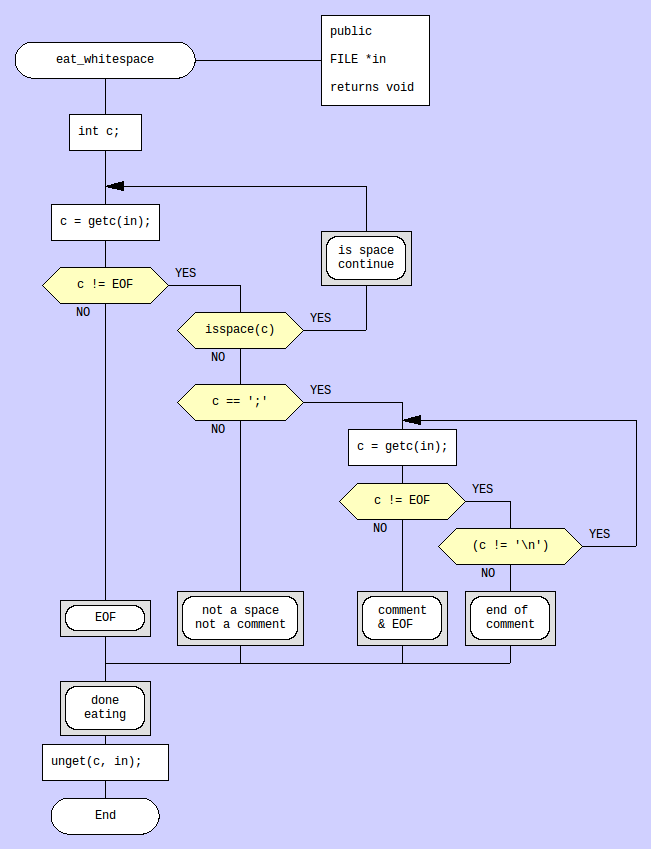 eat_whitespace
public
FILE *in
returns void
int c;
c = getc(in);
is space
continue
c != EOF
YES
NO
isspace(c)
YES
NO
c == ';'
YES
NO
c = getc(in);
c != EOF
YES
NO
(c != '\n')
YES
NO
EOF
not a space
not a comment
comment
& EOF
end of
comment
done
eating
unget(c, in);
End